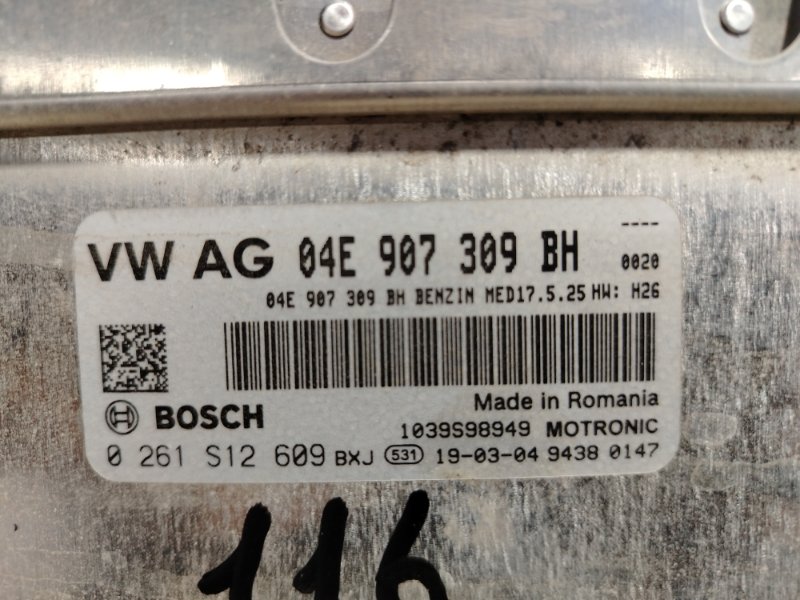 ----
VW AG 04E 907 309 BH 0020
04E 907 309 BH BENZIN MED17.5.25 HW: H26
Made in Romania
BOSCH
1039S98949 MOTRONIC
0 261 S12 609 BXJ 531 19-03-04 9438 0147
116